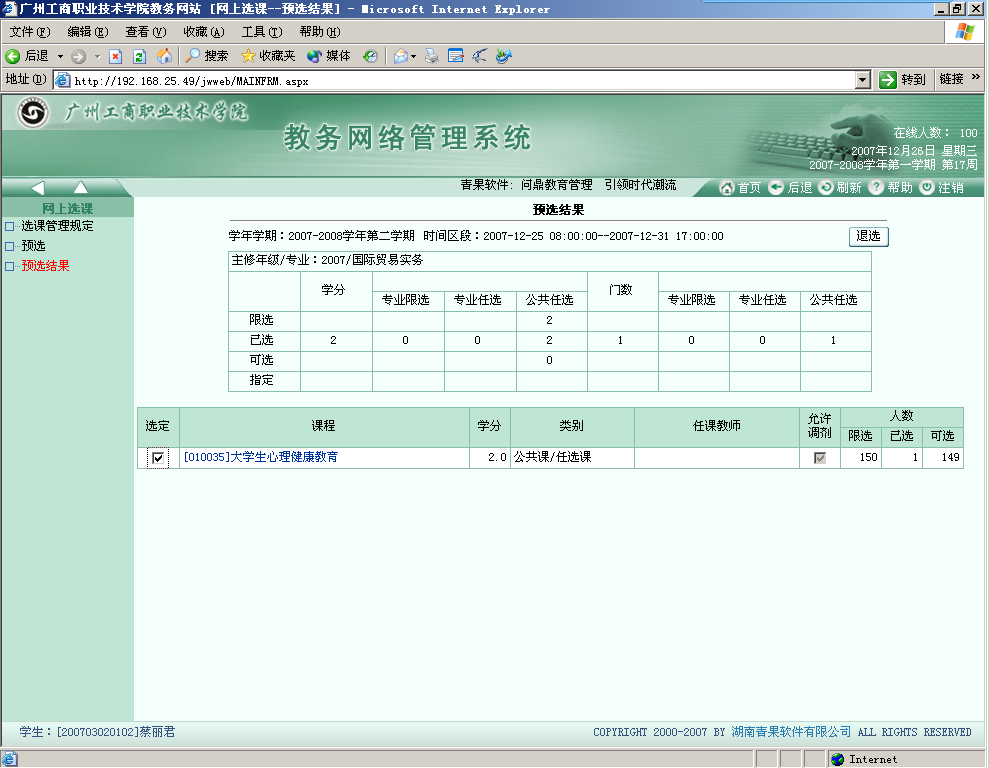 广州工商职业技术学院教务网站 [网上选课--预选结果] - Microsoft Internet Explorer
文件(F) 编辑(E) 查看(V) 收藏(A) 工具(T) 帮助(H)
后退 搜索 收藏夹 媒体
地址(D) http://192.168.25.49/jwweb/MAINFRM.aspx 转到 链接 »
广州工商职业技术学院
教务网络管理系统
在线人数： 100
2007年12月26日 星期三
2007-2008学年第一学期 第17周
青果软件: 问鼎教育管理 引领时代潮流 首页 后退 刷新 帮助 注销
网上选课
选课管理规定
预选
预选结果
预选结果
学年学期：2007-2008学年第二学期 时间区段：2007-12-25 08:00:00--2007-12-31 17:00:00 退选
主修年级/专业：2007/国际贸易实务
学分 门数
专业限选 专业任选 公共任选 专业限选 专业任选 公共任选
限选 2
已选 2 0 0 2 1 0 0 1
可选 0
指定
选定 课程 学分 类别 任课教师 允许调剂 人数
限选 已选 可选
[010035]大学生心理健康教育 2.0 公共课/任选课 150 1 149
学生：[200703020102]蔡丽君 COPYRIGHT 2000-2007 BY 湖南青果软件有限公司 ALL RIGHTS RESERVED
Internet